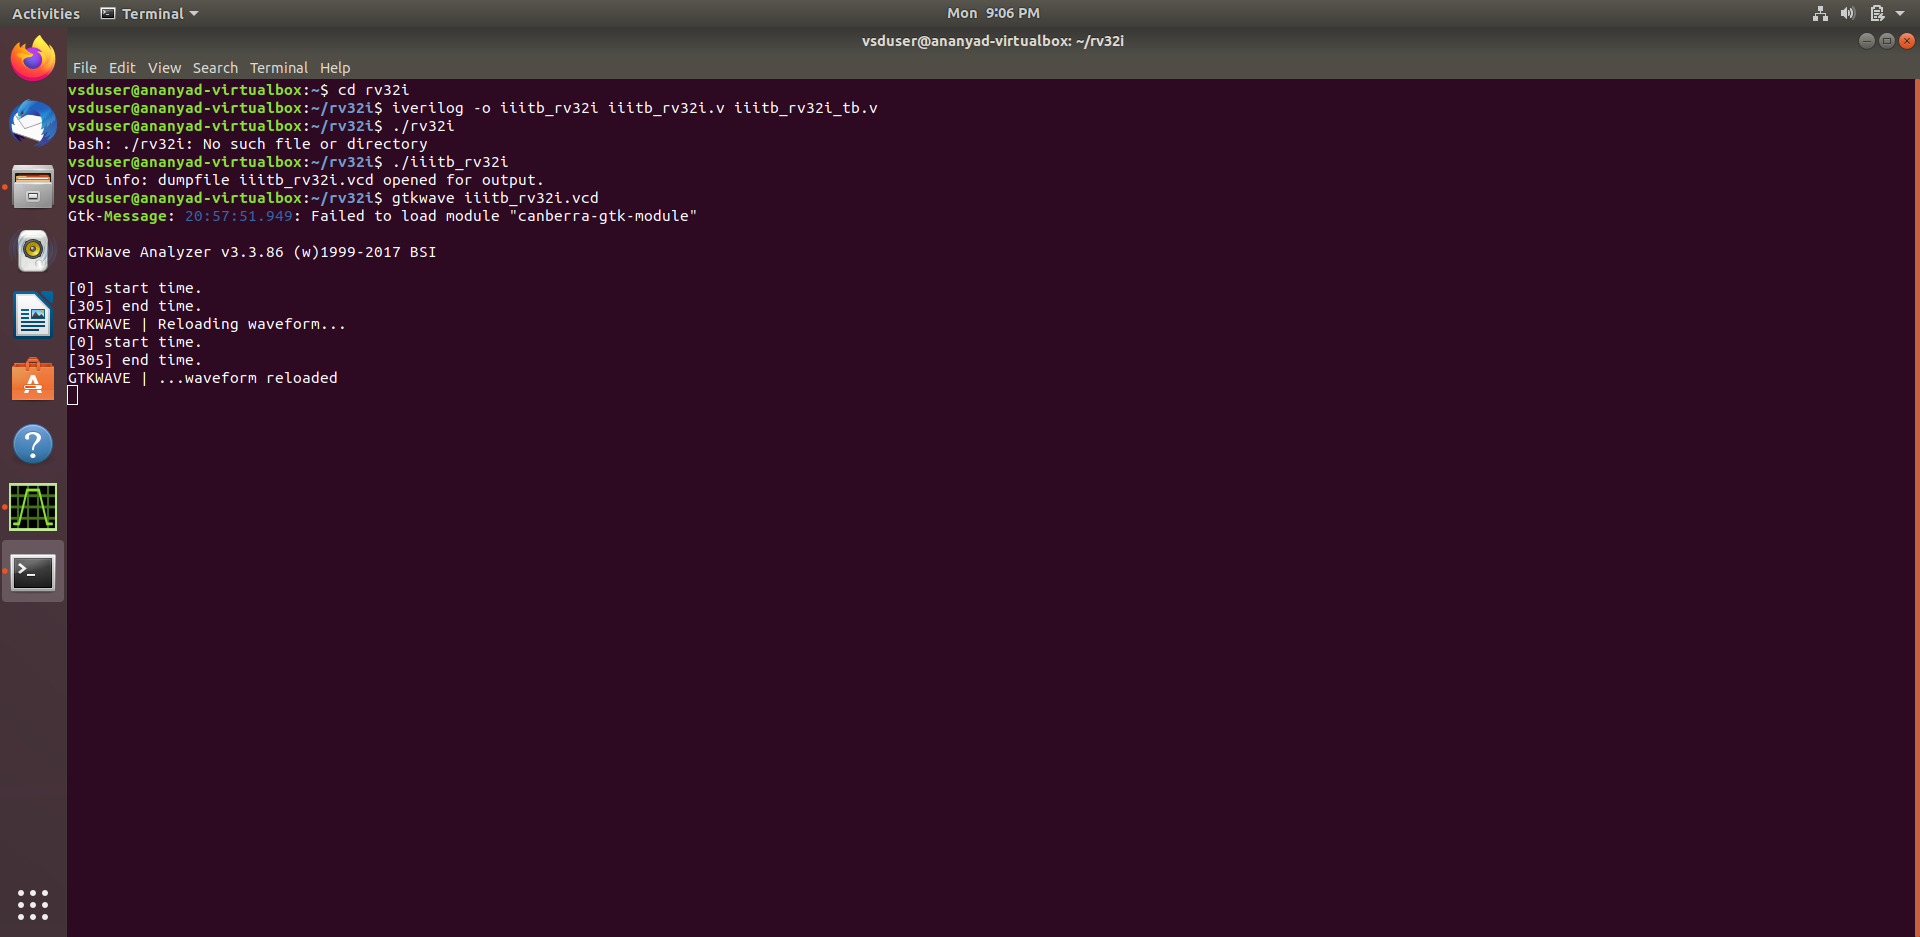 Activities Terminal Mon 9:06 PM
vsduser@ananyad-virtualbox: ~/rv32i
File Edit View Search Terminal Help
vsduser@ananyad-virtualbox:~$ cd rv32i
vsduser@ananyad-virtualbox:~/rv32i$ iverilog -o iiitb_rv32i iiitb_rv32i.v iiitb_rv32i_tb.v
vsduser@ananyad-virtualbox:~/rv32i$ ./rv32i
bash: ./rv32i: No such file or directory
vsduser@ananyad-virtualbox:~/rv32i$ ./iiitb_rv32i
VCD info: dumpfile iiitb_rv32i.vcd opened for output.
vsduser@ananyad-virtualbox:~/rv32i$ gtkwave iiitb_rv32i.vcd
Gtk-Message: 20:57:51.949: Failed to load module "canberra-gtk-module"
GTKWave Analyzer v3.3.86 (w)1999-2017 BSI
[0] start time.
[305] end time.
GTKWAVE | Reloading waveform...
[0] start time.
[305] end time.
GTKWAVE | ...waveform reloaded